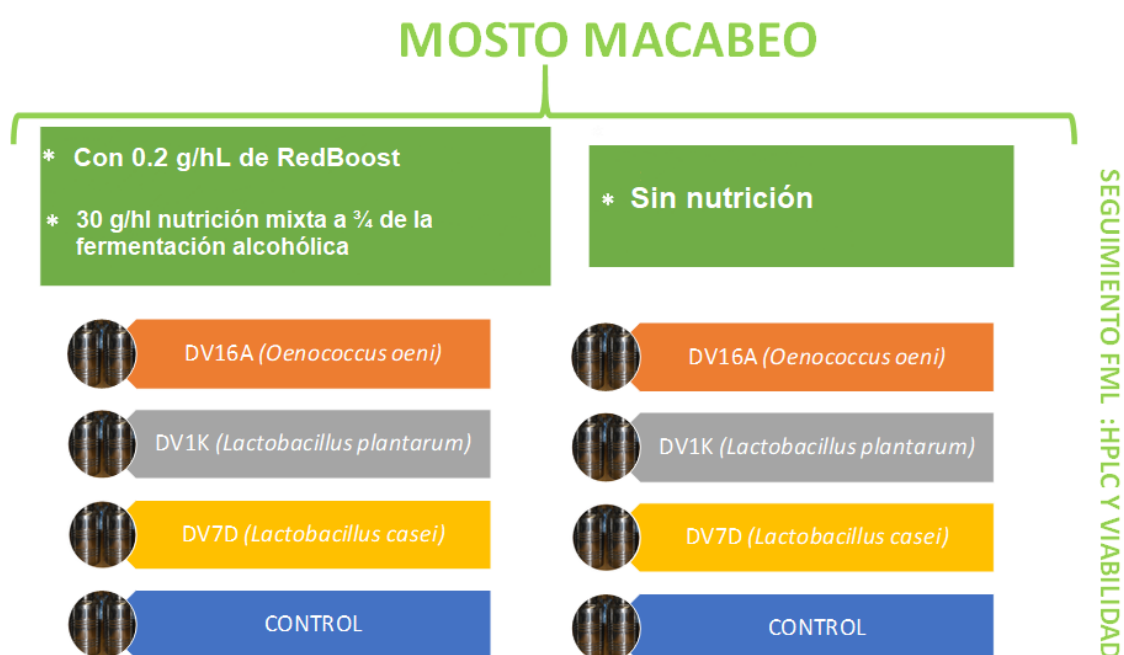 MOSTO MACABEO
* Con 0.2 g/hL de RedBoost
* 30 g/hl nutrición mixta a ¾ de la
fermentación alcohólica
DV16A (Oenococcus oeni)
DV1K (Lactobacillus plantarum)
DV7D (Lactobacillus casei)
CONTROL
* Sin nutrición
DV16A (Oenococcus oeni)
DV1K (Lactobacillus plantarum)
DV7D (Lactobacillus casei)
CONTROL
SEGUIMIENTO FML :HPLC Y VIABILIDAD